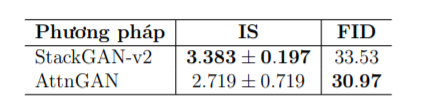 Phương pháp IS FID
StackGAN-v2 3.383 ± 0.197 33.53
AttnGAN 2.719 ± 0.719 30.97